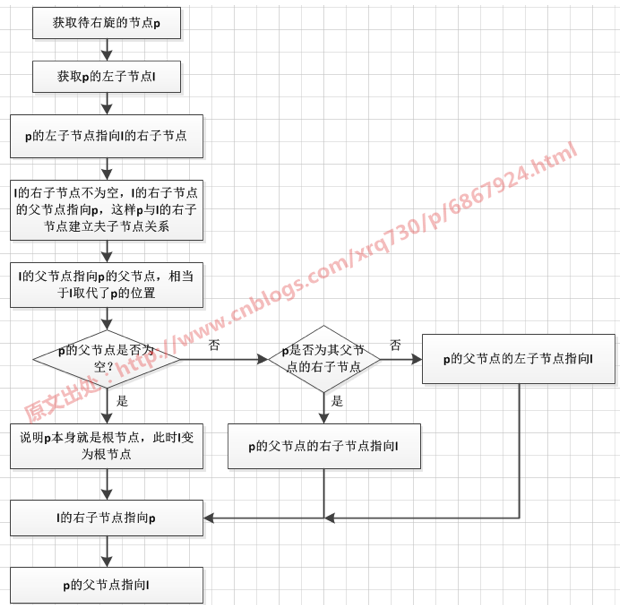 获取待右旋的节点p
获取p的左子节点l
p的左子节点指向l的右子节点
l的右子节点不为空，l的右子节点
的父节点指向p，这样p与l的右子
节点建立夫子节点关系
l的父节点指向p的父节点，相当
于l取代了p的位置
p的父节点是否为
空？
否
p是否为其父节
点的右子节点
否
p的父节点的左子节点指向l
是
说明p本身就是根节点，此时l变
为根节点
是
p的父节点的右子节点指向l
l的右子节点指向p
p的父节点指向l
原文出处：http://www.cnblogs.com/xrq730/p/6867924.html